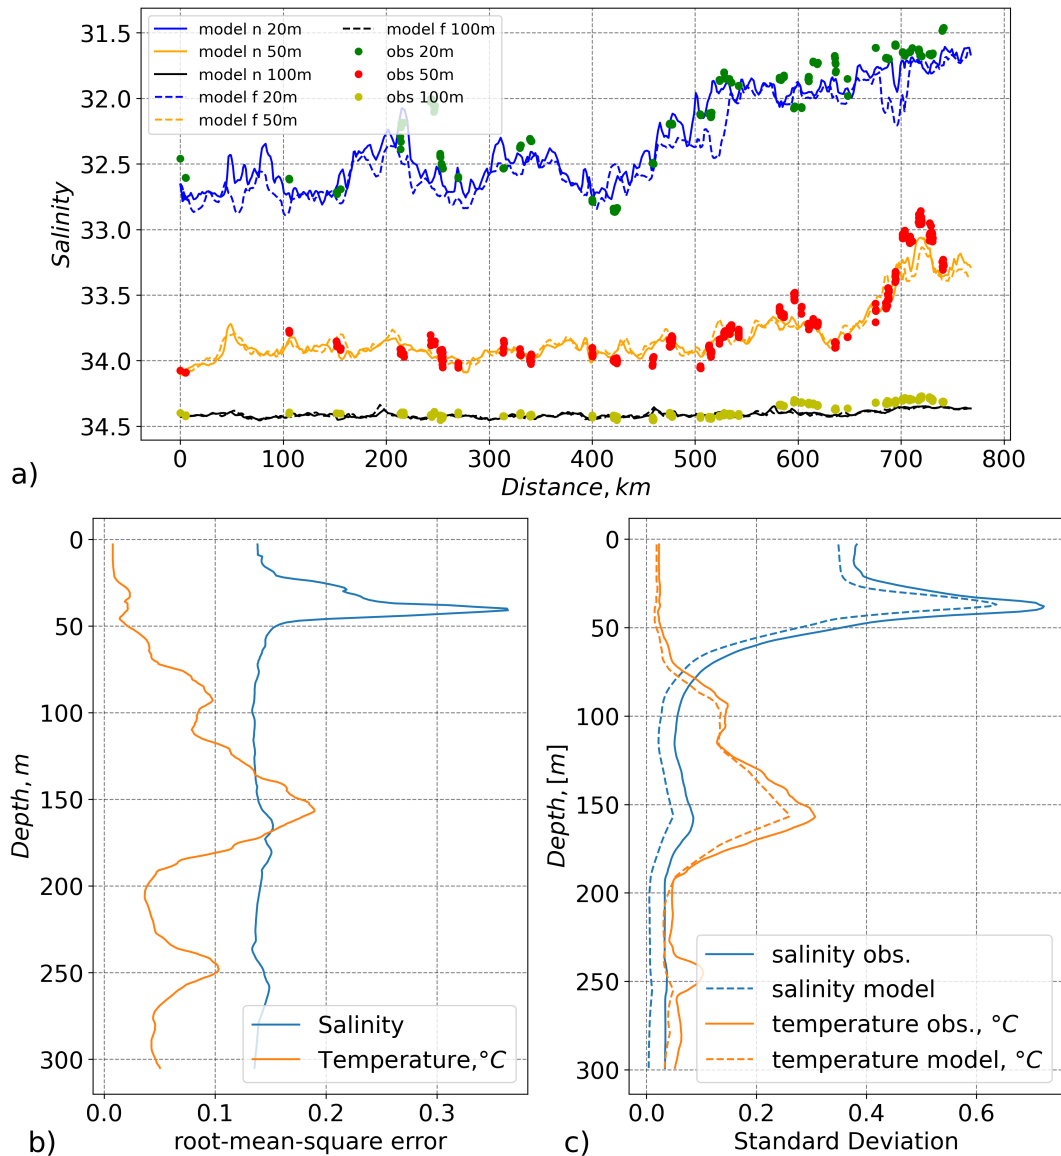 model n 20m
model n 50m
model n 100m
model f 20m
model f 50m
model f 100m
obs 20m
obs 50m
obs 100m
31.5
32.0
32.5
33.0
33.5
34.0
34.5
Salinity
0 100 200 300 400 500 600 700 800
Distance, km
a)
0
50
100
150
200
250
300
Depth, m
Salinity
Temperature, °C
0.0 0.1 0.2 0.3
root-mean-square error
b)
0
50
100
150
200
250
300
Depth, [m]
salinity obs.
salinity model
temperature obs., °C
temperature model, °C
0.0 0.2 0.4 0.6
Standard Deviation
c)